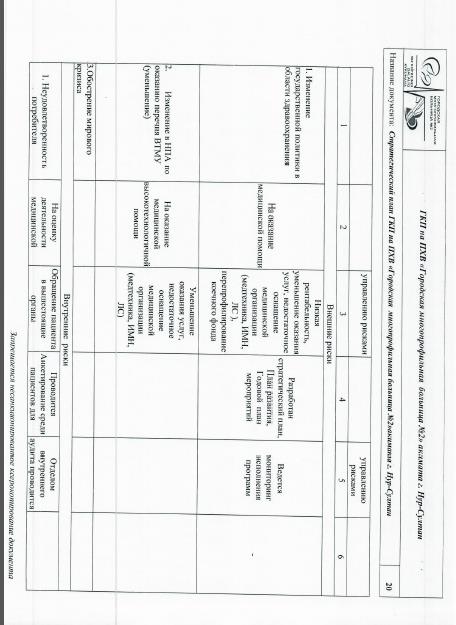 ГОРОДСКАЯ
МНОГОПРОФИЛЬНАЯ
БОЛЬНИЦА №2
ГКП на ПХВ «Городская многопрофильная больница №2» акимата г. Нур-Султан
Название документа: Стратегический план ГКП на ПХВ «Городская многопрофильная больница №2»акимата г. Нур-Султан
20
управлению рисками
управлению
рисками
1 2 3 4 5 6
Внешние риски
1. Изменение
государственной политики в
области здравоохранения
На оказание
медицинской помощи
Низкая
рентабельность,
уменьшение оказания
услуг, недостаточное
оснащение
медицинской
организации
(медтехника, ИМН,
ЛС ),
перепрофилирование
коечного фонда
Разработан
стратегический план,
План развития,
Годовой план
мероприятий
Ведется
мониторинг
исполнения
программ
-
2. Изменение в НПА по
оказанию перечня ВТМУ
(уменьшение)
На оказание
медицинской
высокотехнологичной
помощи
Уменьшение
оказания услуг,
недостаточное
оснащение
медицинской
организации
(медтехника, ИМН,
ЛС)
3.Обострение мирового
кризиса
Внутренние риски
1. Неудовлетворенность
потребителя
На оценку
деятельности
медицинской
Обращение пациента
в вышестоящие
органы
Проводится
Анкетирование среди
пациентов для
Отделом
внутреннего
аудита проводится
Запрещается несанкционированное ксерокопирование документа